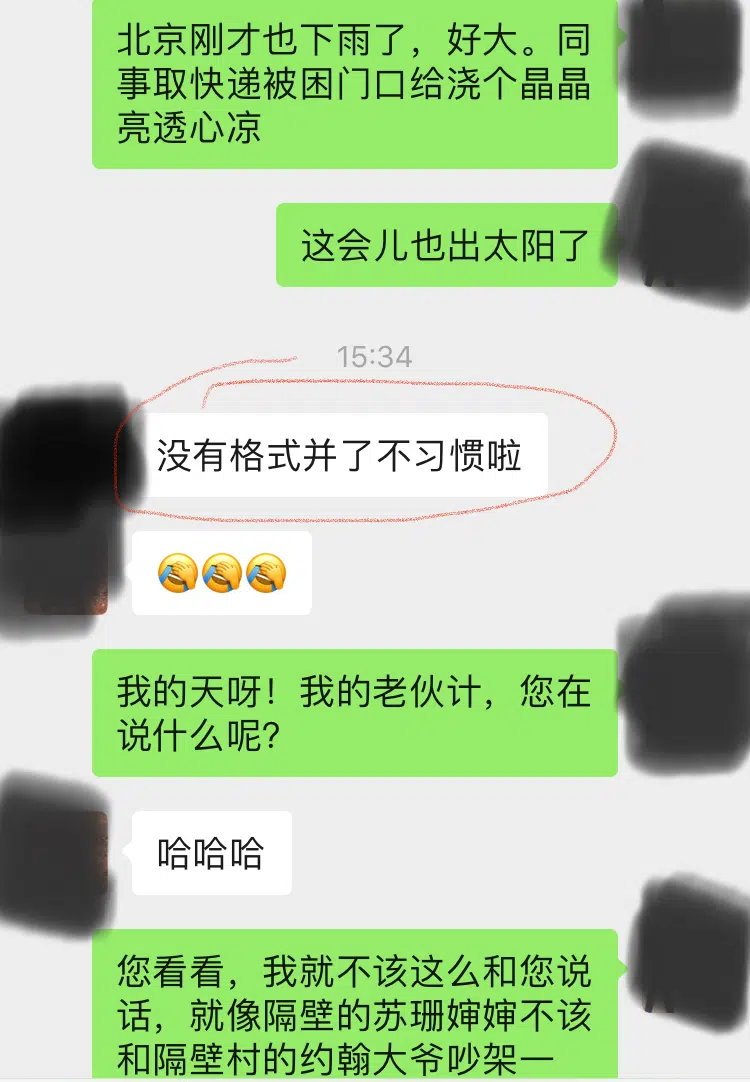 北京刚才也下雨了，好大。同
事取快递被困门口给浇个晶晶
亮透心凉
这会儿也出太阳了
15:34
没有格式并了不习惯啦
我的天呀！我的老伙计，您在
说什么呢？
哈哈哈
您看看，我就不该这么和您说
话，就像隔壁的苏珊婶婶不该
和隔壁村的约翰大爷吵架一